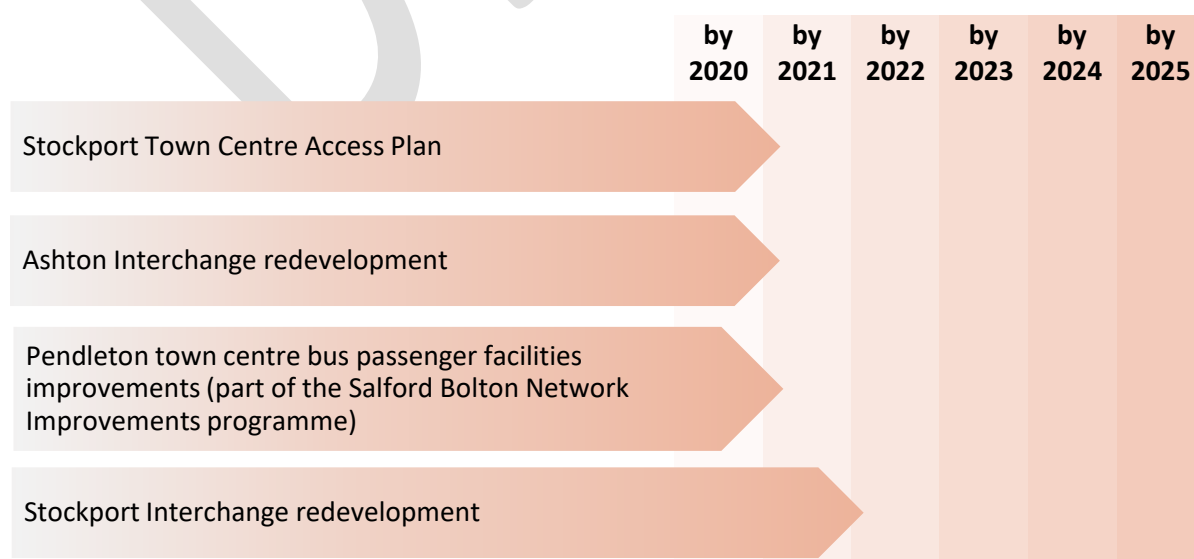 by by by by by by
2020 2021 2022 2023 2024 2025
Stockport Town Centre Access Plan
Ashton Interchange redevelopment
Pendleton town centre bus passenger facilities
improvements (part of the Salford Bolton Network
Improvements programme)
Stockport Interchange redevelopment